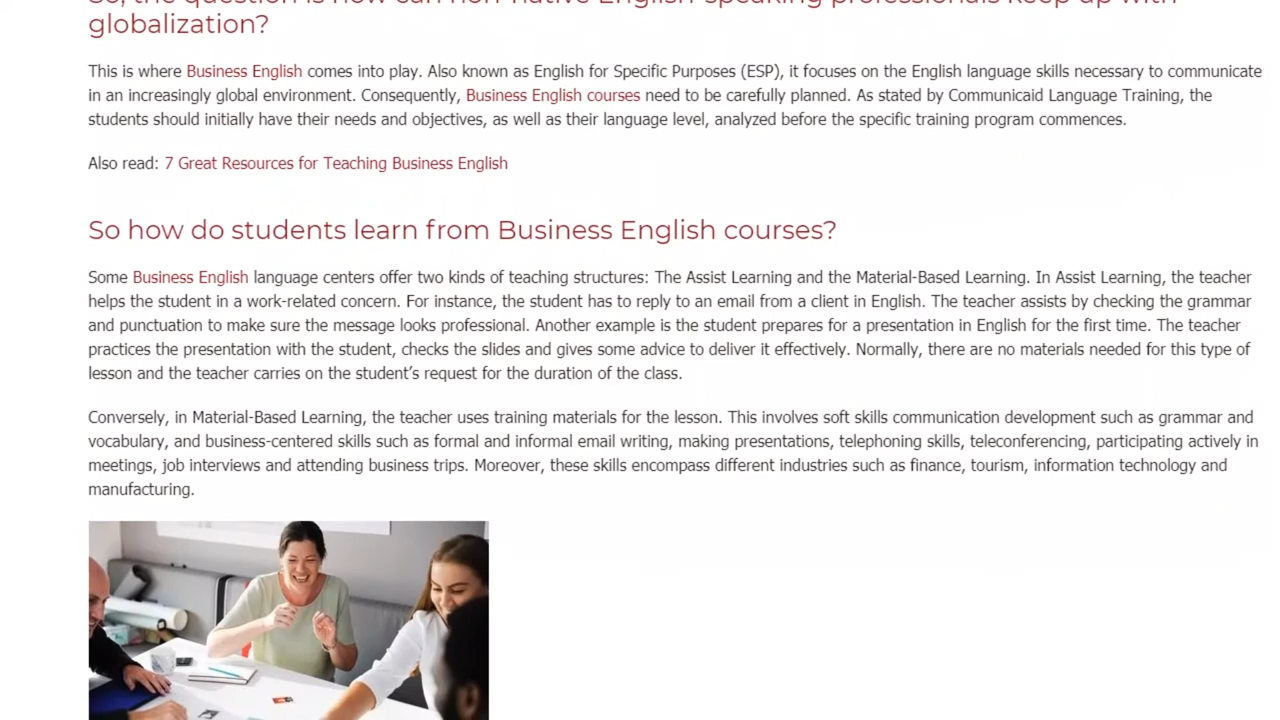 So, the question is how can non-native English-speaking professionals keep up with
globalization?
This is where Business English comes into play. Also known as English for Specific Purposes (ESP), it focuses on the English language skills necessary to communicate
in an increasingly global environment. Consequently, Business English courses need to be carefully planned. As stated by Communicaid Language Training, the
students should initially have their needs and objectives, as well as their language level, analyzed before the specific training program commences.
Also read: 7 Great Resources for Teaching Business English
So how do students learn from Business English courses?
Some Business English language centers offer two kinds of teaching structures: The Assist Learning and the Material-Based Learning. In Assist Learning, the teacher
helps the student in a work-related concern. For instance, the student has to reply to an email from a client in English. The teacher assists by checking the grammar
and punctuation to make sure the message looks professional. Another example is the student prepares for a presentation in English for the first time. The teacher
practices the presentation with the student, checks the slides and gives some advice to deliver it effectively. Normally, there are no materials needed for this type of
lesson and the teacher carries on the student’s request for the duration of the class.
Conversely, in Material-Based Learning, the teacher uses training materials for the lesson. This involves soft skills communication development such as grammar and
vocabulary, and business-centered skills such as formal and informal email writing, making presentations, telephoning skills, teleconferencing, participating actively in
meetings, job interviews and attending business trips. Moreover, these skills encompass different industries such as finance, tourism, information technology and
manufacturing.